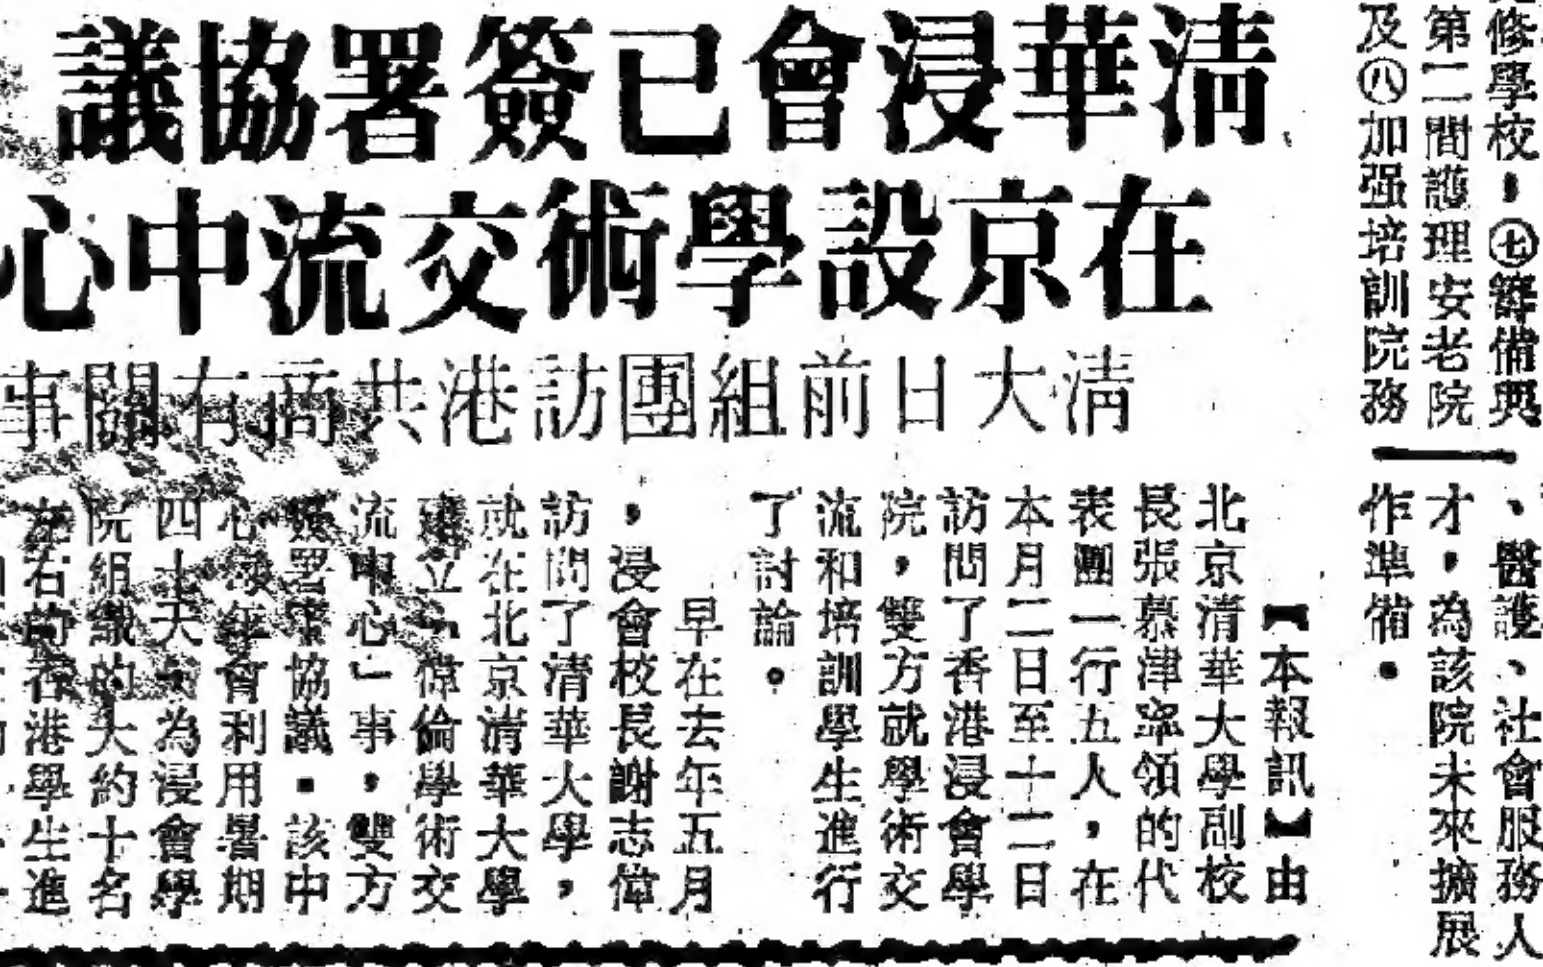 修學校，㊆籌備興
第二間護理安老院
及㊇加强培訓院務
、醫護、社會服務人
才，為該院未來擴展
作準備。
清華浸會已簽署協議
在京設學術交流中心
清大日前組團訪港共商有關事
【本報訊】由
北京清華大學副校
長張慕津率領的代
表團一行五人，在
本月二日至十二日
訪問了香港浸會學
院，雙方就學術交
流和培訓學生進行
了討論。
早在去年五月
，浸會校長謝志偉
訪問了清華大學，
就在北京清華大學
建立「偉倫學術交
流中心」事，雙方
簽署了協議。該中
心每年會利用暑期
四十天，為浸會學
院組織的大約十名
左右的香港學生進